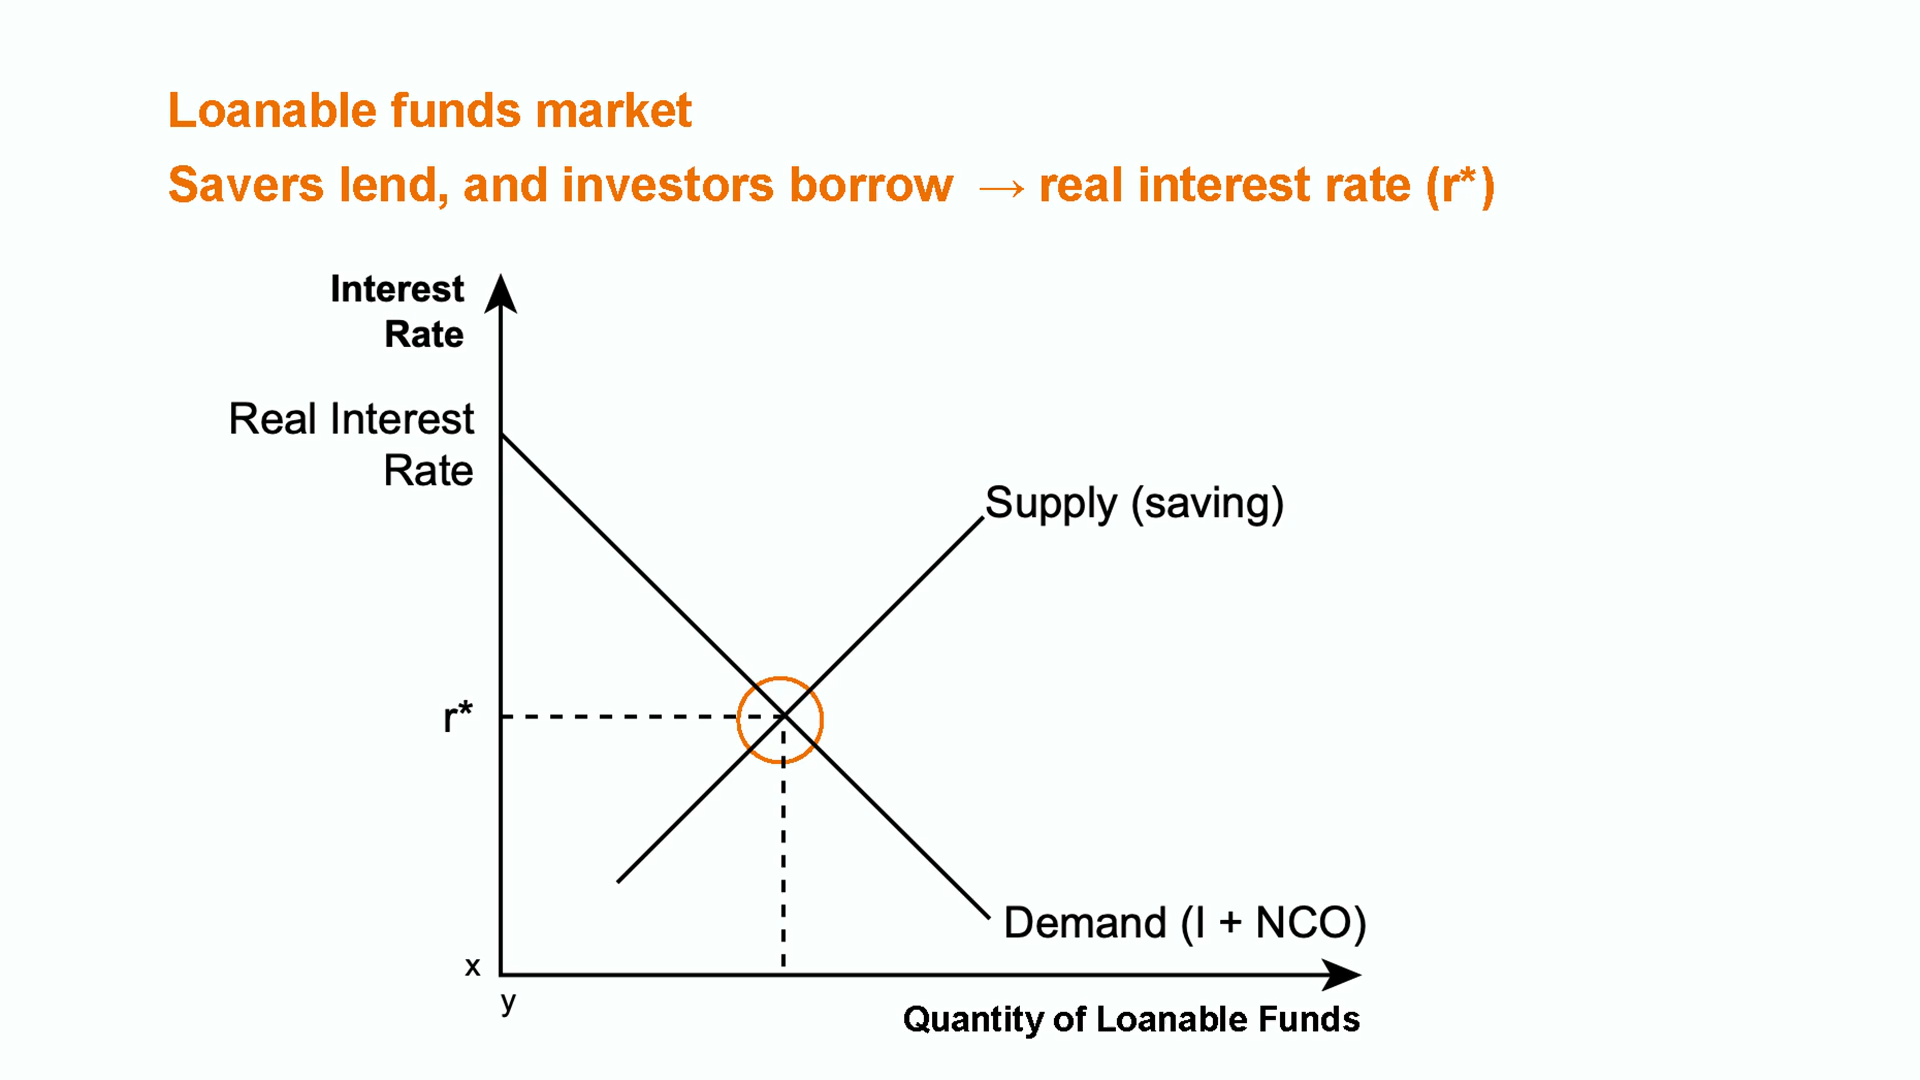 Loanable funds market
Savers lend, and investors borrow → real interest rate (r*)
Interest
Rate
Real Interest
Rate
Supply (saving)
r*
Demand (I + NCO)
x
y
Quantity of Loanable Funds